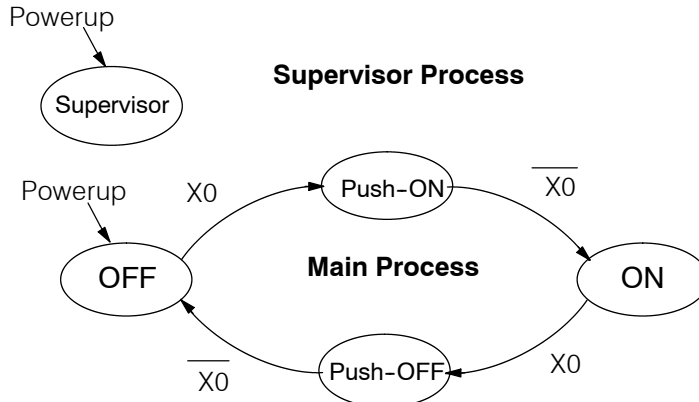 Powerup
Supervisor Process
Supervisor
Powerup
X0
Push-ON
X0
OFF
Main Process
ON
X0
Push-OFF
X0